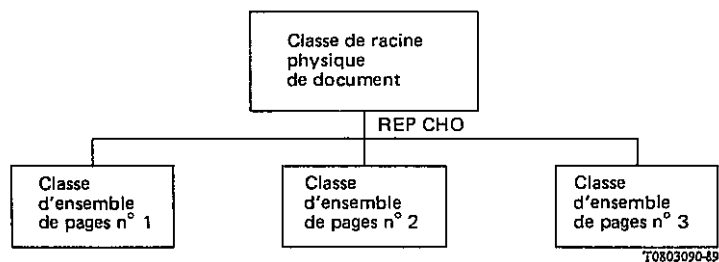 Classe de racine
physique
de document
REP CHO
Classe
d'ensemble
de pages n° 1
Classe
d'ensemble
de pages n° 2
Classe
d'ensemble
de pages n° 3
T0803090-89